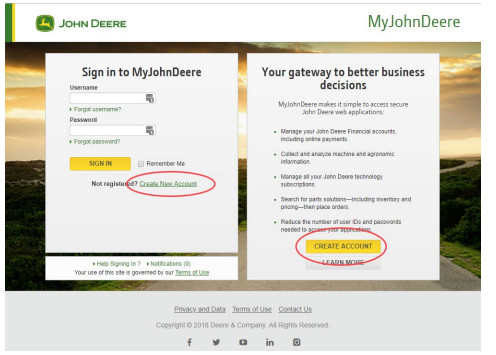 JOHN DEERE
MyJohnDeere
Sign in to MyJohnDeere
Username
Forgot username?
Password
Forgot password?
SIGN IN
Remember Me
Not registered? Create New Account
Help Signing In ? Notifications (0)
Your use of this site is governed by our Terms of Use
Your gateway to better business
decisions
MyJohnDeere makes it simple to access secure
John Deere web applications:
• Manage your John Deere Financial accounts,
including online payments.
• Collect and analyze machine and agronomic
information.
• Manage all your John Deere technology
subscriptions.
• Search for parts solutions—including inventory and
pricing—then place orders.
• Reduce the number of user IDs and passwords
needed to access your applications.
CREATE ACCOUNT
LEARN MORE
Privacy and Data Terms of Use Contact Us
Copyright © 2018 Deere & Company. All Rights Reserved.